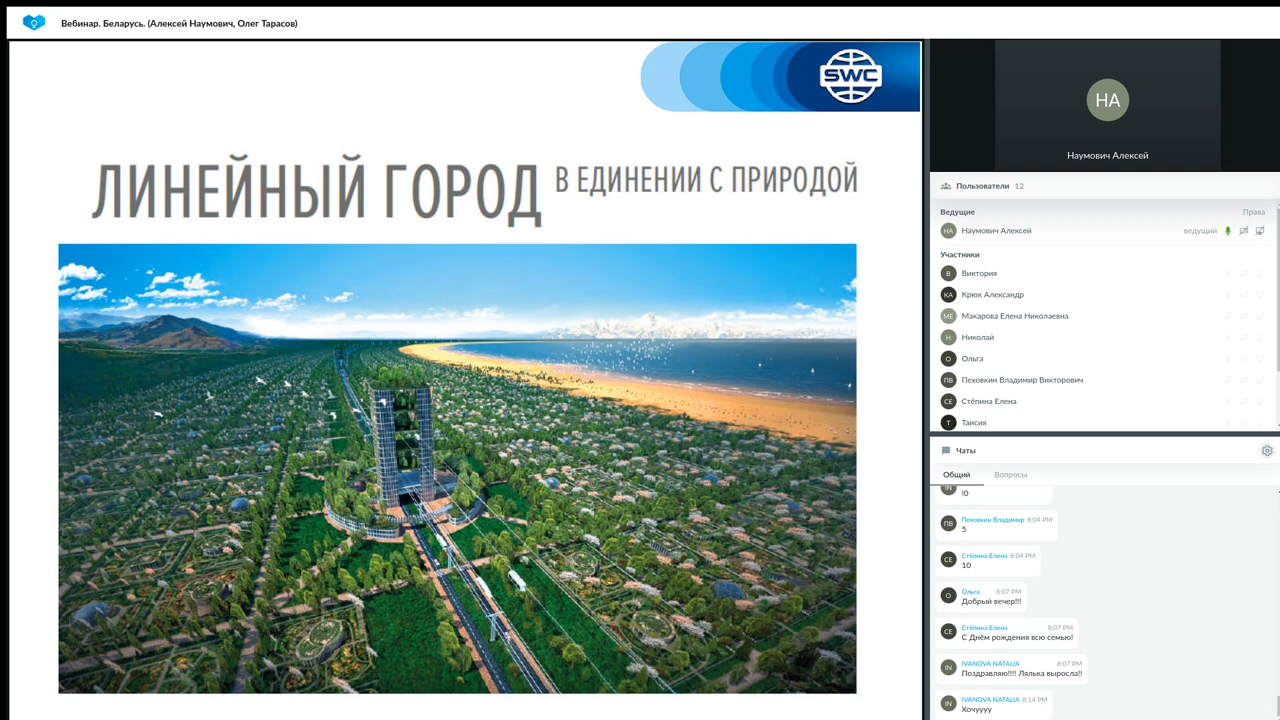 Вебинар. Беларусь. (Алексей Наумович, Олег Тарасов)
SWC
ЛИНЕЙНЫЙ ГОРОД В ЕДИНЕНИИ С ПРИРОДОЙ
НА
Наумович Алексей
Пользователи 12
Ведущие Права
НА Наумович Алексей ведущий
Участники
В Виктория
КА Крюк Александр
МЕ Макарова Елена Николаевна
Н Николай
О Ольга
ПВ Пеховкин Владимир Викторович
СЕ Стёпина Елена
Т Таисия
Чаты
Общий Вопросы
IN !0
ПВ Пеховкин Владимир 8:04 PM
5
СЕ Стёпина Елена 8:04 PM
10
О Ольга 8:07 PM
Добрый вечер!!!
СЕ Стёпина Елена 8:07 PM
С Днём рождения всю семью!
IN IVANOVA NATALIA 8:07 PM
Поздравляю!!!! Лялька выросла!!
IN IVANOVA NATALIA 8:14 PM
Хочуууу